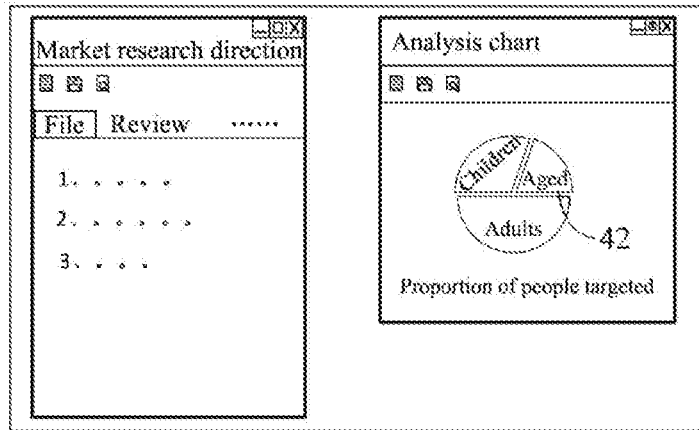 Market research direction
File Review ......
1. . . . .
2. . . . . .
3. . . .
Analysis chart
Children
Aged
Adults
42
Proportion of people targeted